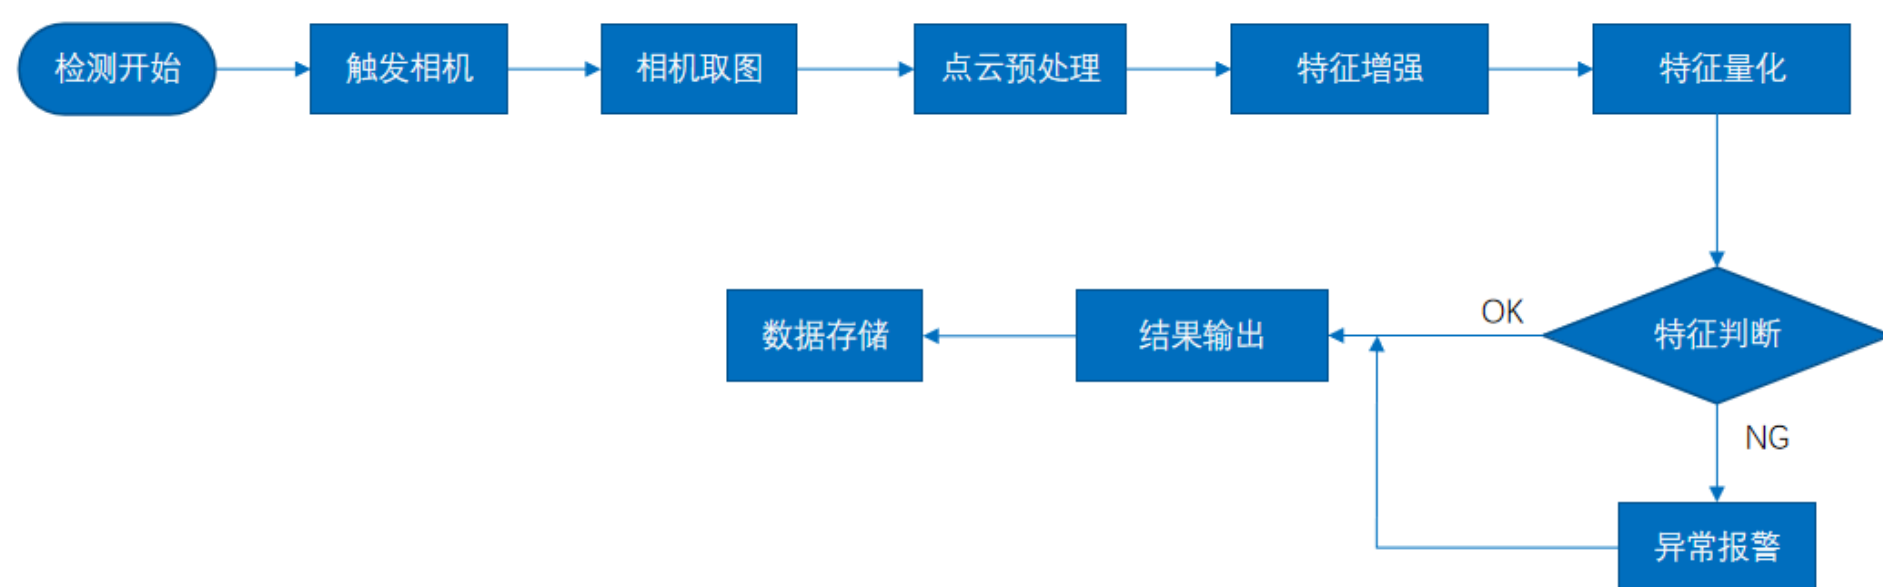 检测开始
触发相机
相机取图
点云预处理
特征增强
特征量化
特征判断
OK
结果输出
数据存储
NG
异常报警